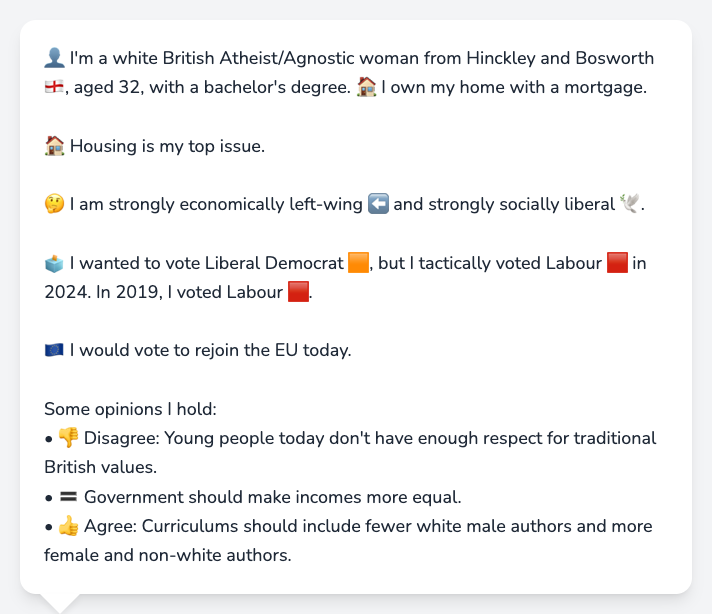 👤 I'm a white British Atheist/Agnostic woman from Hinckley and Bosworth
🏴󠁧󠁢󠁥󠁮󠁧󠁿, aged 32, with a bachelor's degree. 🏠 I own my home with a mortgage.
🏠 Housing is my top issue.
🤔 I am strongly economically left-wing ⬅️ and strongly socially liberal 🕊️.
🗳️ I wanted to vote Liberal Democrat 🟧, but I tactically voted Labour 🟥 in
2024. In 2019, I voted Labour 🟥.
🇪🇺 I would vote to rejoin the EU today.
Some opinions I hold:
• 👎 Disagree: Young people today don't have enough respect for traditional
British values.
• 🟰 Government should make incomes more equal.
• 👍 Agree: Curriculums should include fewer white male authors and more
female and non-white authors.